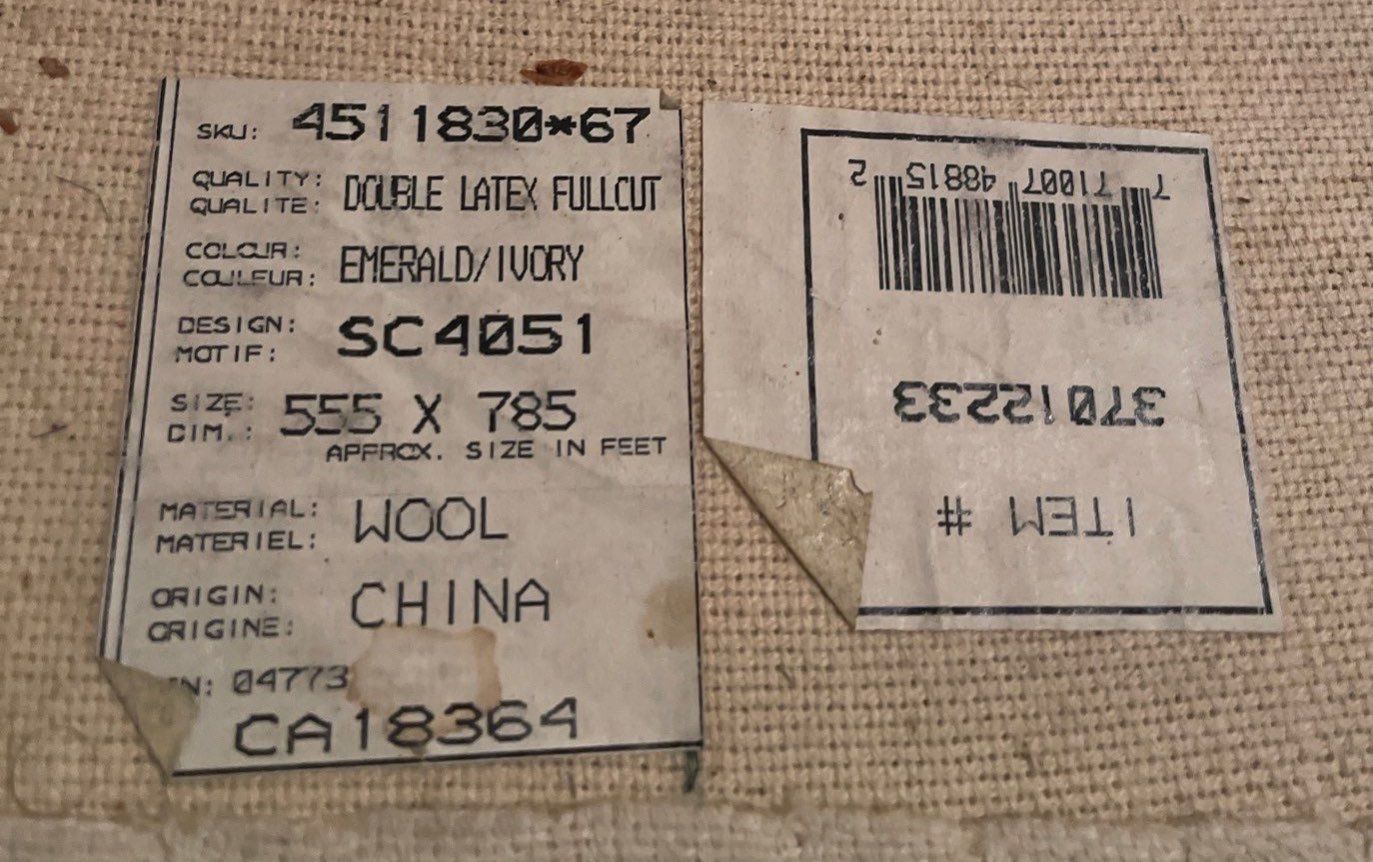 SKU: 4511830*67
QUALITY:
QUALITE: DOUBLE LATEX FULLCUT
COLOUR:
COULEUR: EMERALD/IVORY
DESIGN:
MOTIF: SC4051
SIZE:
DIM.: 555 X 785
APPROX. SIZE IN FEET
MATERIAL:
MATERIEL: WOOL
ORIGIN:
ORIGINE: CHINA
N: 04773
CA18364
ITEM #
37012233
7 71007 48815 2